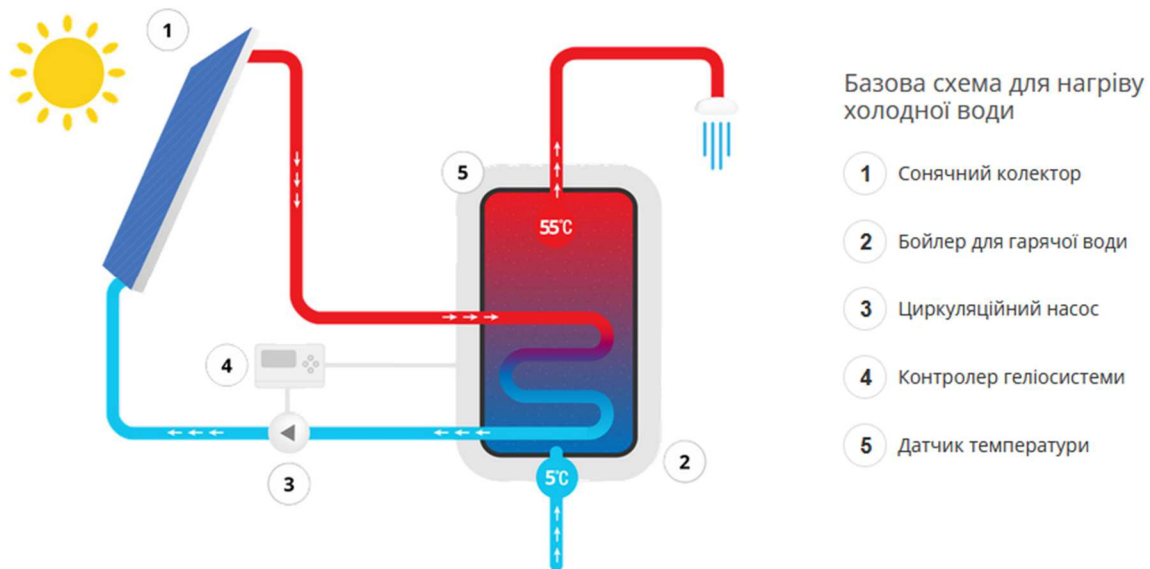 1
5
55°C
4
3
2
5°C
Базова схема для нагріву
холодної води
1 Сонячний колектор
2 Бойлер для гарячої води
3 Циркуляційний насос
4 Контролер геліосистеми
5 Датчик температури